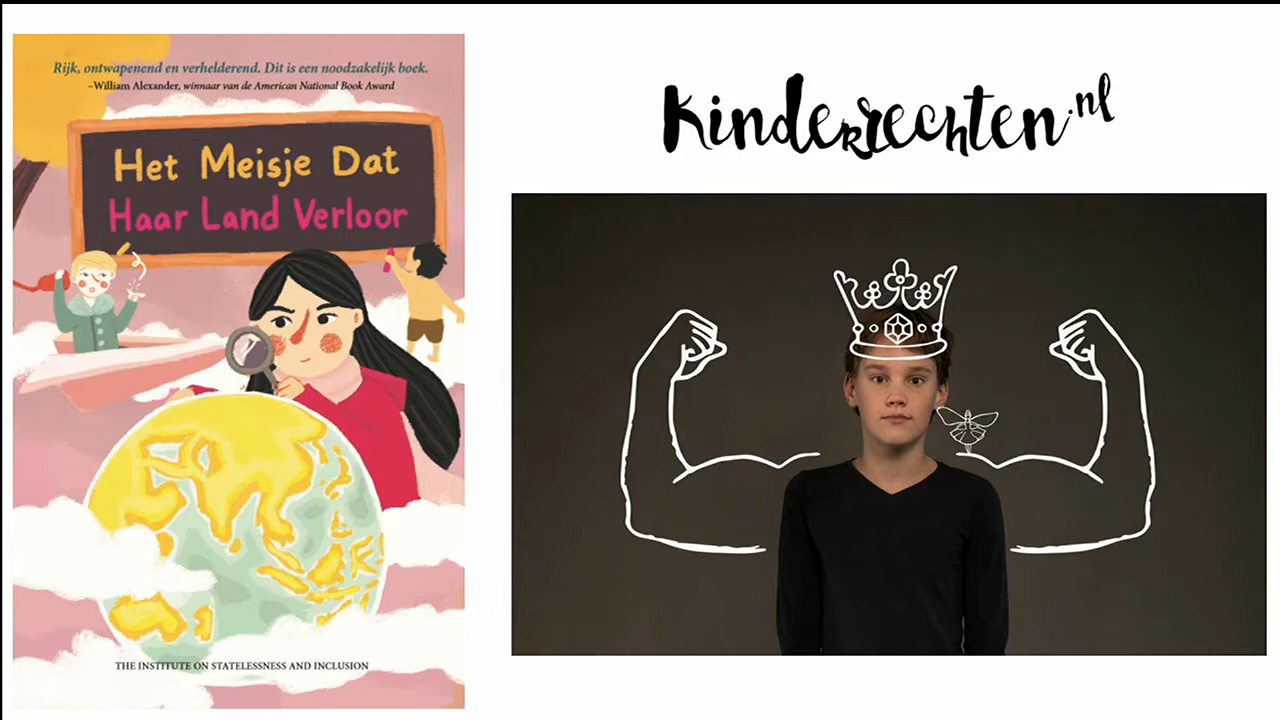 Rijk, ontwapenend en verhelderend. Dit is een noodzakelijk boek.
–William Alexander, winnaar van de American National Book Award
Het Meisje Dat
Haar Land Verloor
THE INSTITUTE ON STATELESSNESS AND INCLUSION
Kinderrechten.nl